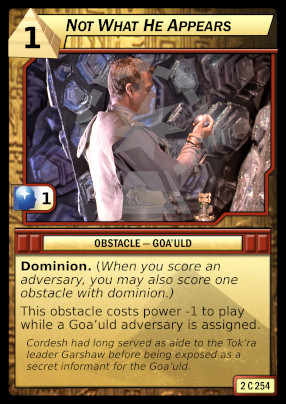 1
NOT WHAT HE APPEARS
1
OBSTACLE — GOA'ULD
Dominion. (When you score an
adversary, you may also score one
obstacle with dominion.)
This obstacle costs power -1 to play
while a Goa'uld adversary is assigned.
Cordesh had long served as aide to the Tok'ra
leader Garshaw before being exposed as a
secret informant for the Goa'uld.
2 C 254